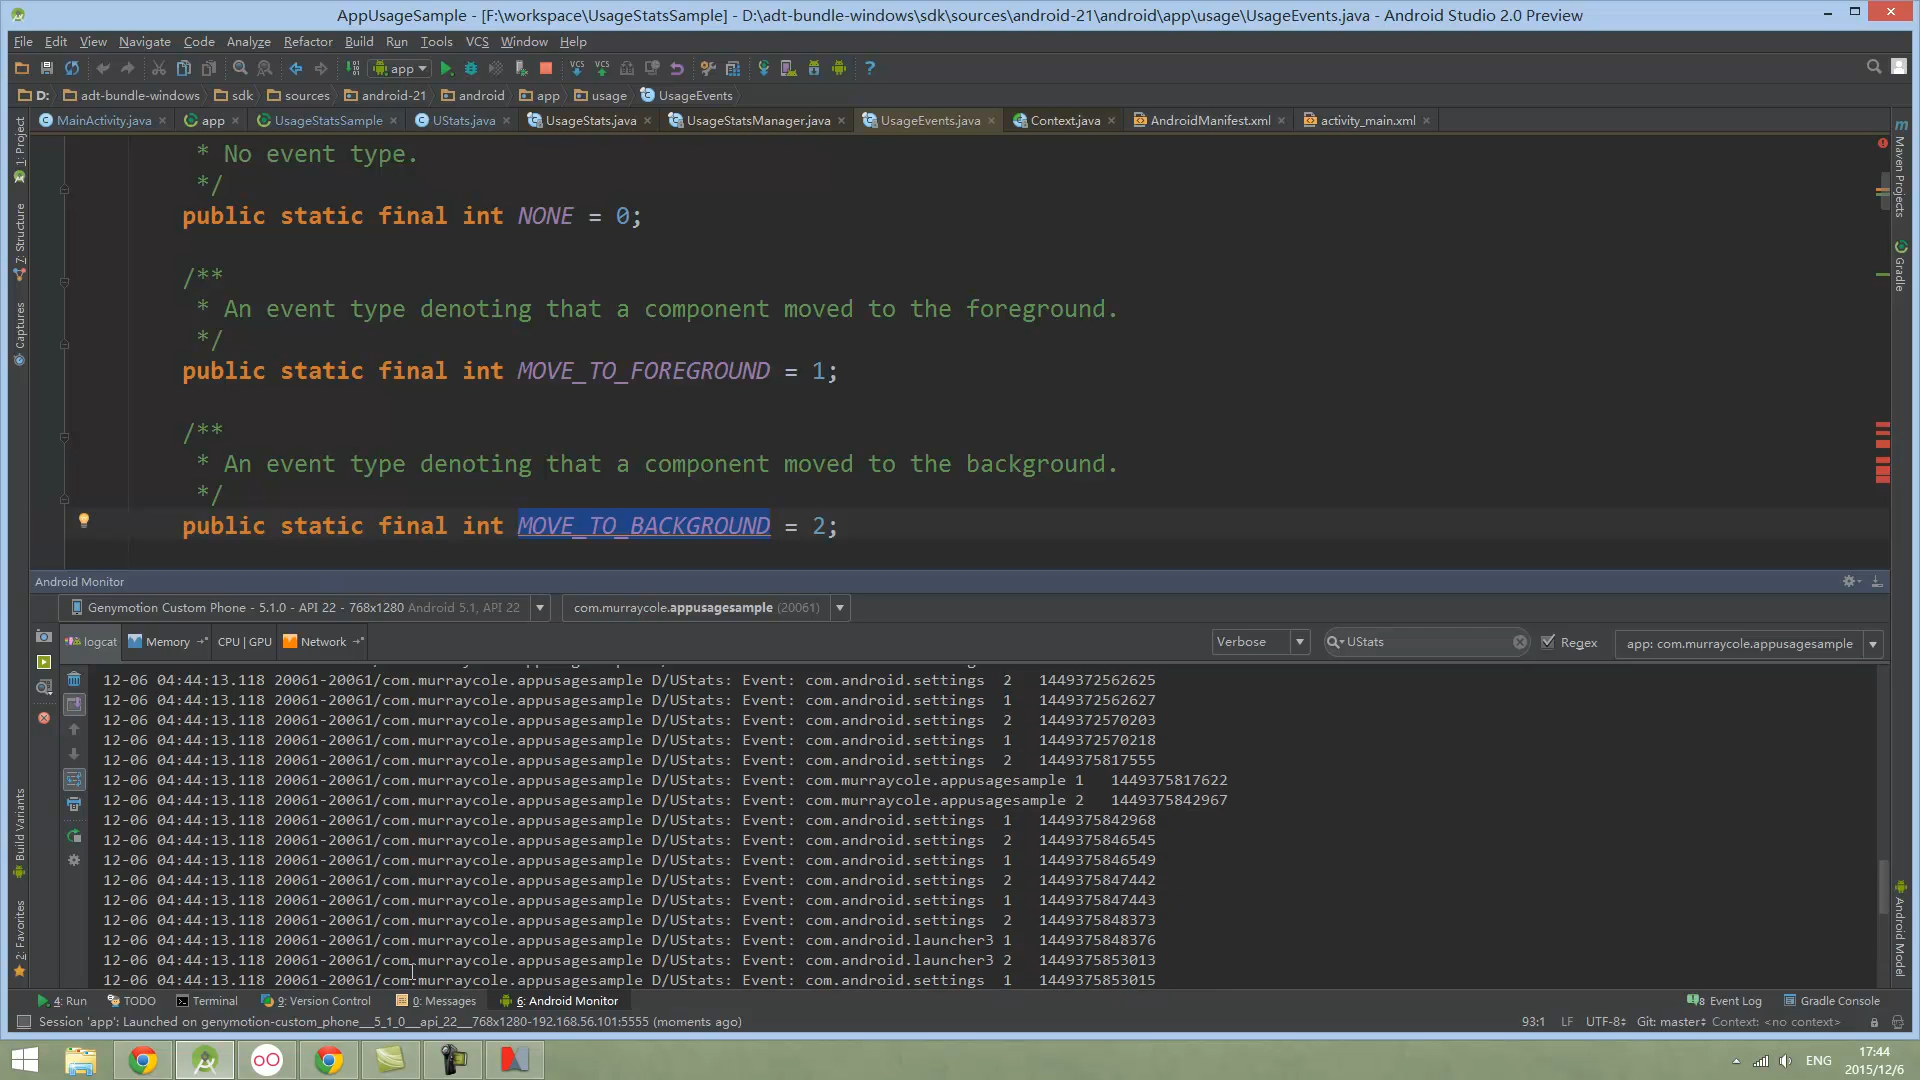 AppUsageSample - [F:\workspace\UsageStatsSample] - D:\adt-bundle-windows\sdk\sources\android-21\android\app\usage\UsageEvents.java - Android Studio 2.0 Preview
File Edit View Navigate Code Analyze Refactor Build Run Tools VCS Window Help
app
D: adt-bundle-windows sdk sources android-21 android app usage UsageEvents
MainActivity.java app UsageStatsSample UStats.java UsageStats.java UsageStatsManager.java UsageEvents.java Context.java AndroidManifest.xml activity_main.xml
1: Project
7: Structure
Captures
Build Variants
2: Favorites
Maven Projects
Gradle
Android Model
* No event type.
*/
public static final int NONE = 0;
/**
* An event type denoting that a component moved to the foreground.
*/
public static final int MOVE_TO_FOREGROUND = 1;
/**
* An event type denoting that a component moved to the background.
*/
public static final int MOVE_TO_BACKGROUND = 2;
Android Monitor
Genymotion Custom Phone - 5.1.0 - API 22 - 768x1280 Android 5.1, API 22 com.murraycole.appusagesample (20061)
logcat Memory CPU | GPU Network Verbose UStats Regex app: com.murraycole.appusagesample
12-06 04:44:13.118 20061-20061/com.murraycole.appusagesample D/UStats: Event: com.android.settings 2 1449372562625
12-06 04:44:13.118 20061-20061/com.murraycole.appusagesample D/UStats: Event: com.android.settings 1 1449372562627
12-06 04:44:13.118 20061-20061/com.murraycole.appusagesample D/UStats: Event: com.android.settings 2 1449372570203
12-06 04:44:13.118 20061-20061/com.murraycole.appusagesample D/UStats: Event: com.android.settings 1 1449372570218
12-06 04:44:13.118 20061-20061/com.murraycole.appusagesample D/UStats: Event: com.android.settings 2 1449375817555
12-06 04:44:13.118 20061-20061/com.murraycole.appusagesample D/UStats: Event: com.murraycole.appusagesample 1 1449375817622
12-06 04:44:13.118 20061-20061/com.murraycole.appusagesample D/UStats: Event: com.murraycole.appusagesample 2 1449375842967
12-06 04:44:13.118 20061-20061/com.murraycole.appusagesample D/UStats: Event: com.android.settings 1 1449375842968
12-06 04:44:13.118 20061-20061/com.murraycole.appusagesample D/UStats: Event: com.android.settings 2 1449375846545
12-06 04:44:13.118 20061-20061/com.murraycole.appusagesample D/UStats: Event: com.android.settings 1 1449375846549
12-06 04:44:13.118 20061-20061/com.murraycole.appusagesample D/UStats: Event: com.android.settings 2 1449375847442
12-06 04:44:13.118 20061-20061/com.murraycole.appusagesample D/UStats: Event: com.android.settings 1 1449375847443
12-06 04:44:13.118 20061-20061/com.murraycole.appusagesample D/UStats: Event: com.android.settings 2 1449375848373
12-06 04:44:13.118 20061-20061/com.murraycole.appusagesample D/UStats: Event: com.android.launcher3 1 1449375848376
12-06 04:44:13.118 20061-20061/com.murraycole.appusagesample D/UStats: Event: com.android.launcher3 2 1449375853013
12-06 04:44:13.118 20061-20061/com.murraycole.appusagesample D/UStats: Event: com.android.settings 1 1449375853015
4: Run TODO Terminal 9: Version Control 0: Messages 6: Android Monitor 8 Event Log Gradle Console
Session 'app': Launched on genymotion-custom_phone___5_1_0___api_22___768x1280-192.168.56.101:5555 (moments ago) 93:1 LF UTF-8 Git: master Context: <no context>
ENG
17:44
2015/12/6